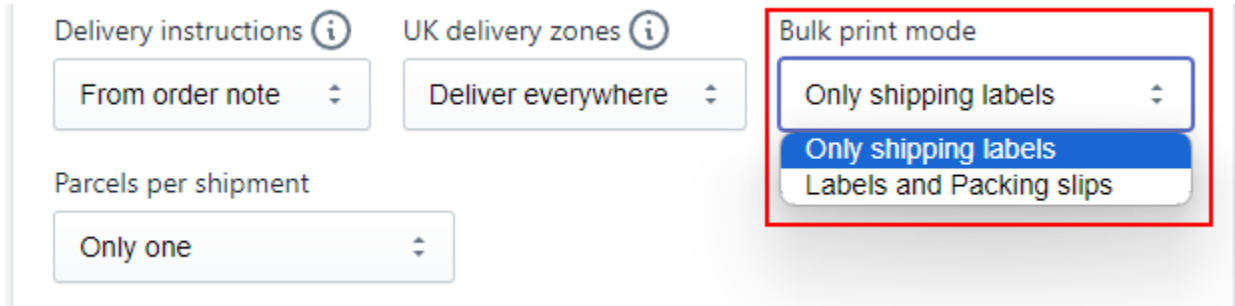 Delivery instructions
UK delivery zones
Bulk print mode
From order note
Deliver everywhere
Only shipping labels
Only shipping labels
Labels and Packing slips
Parcels per shipment
Only one